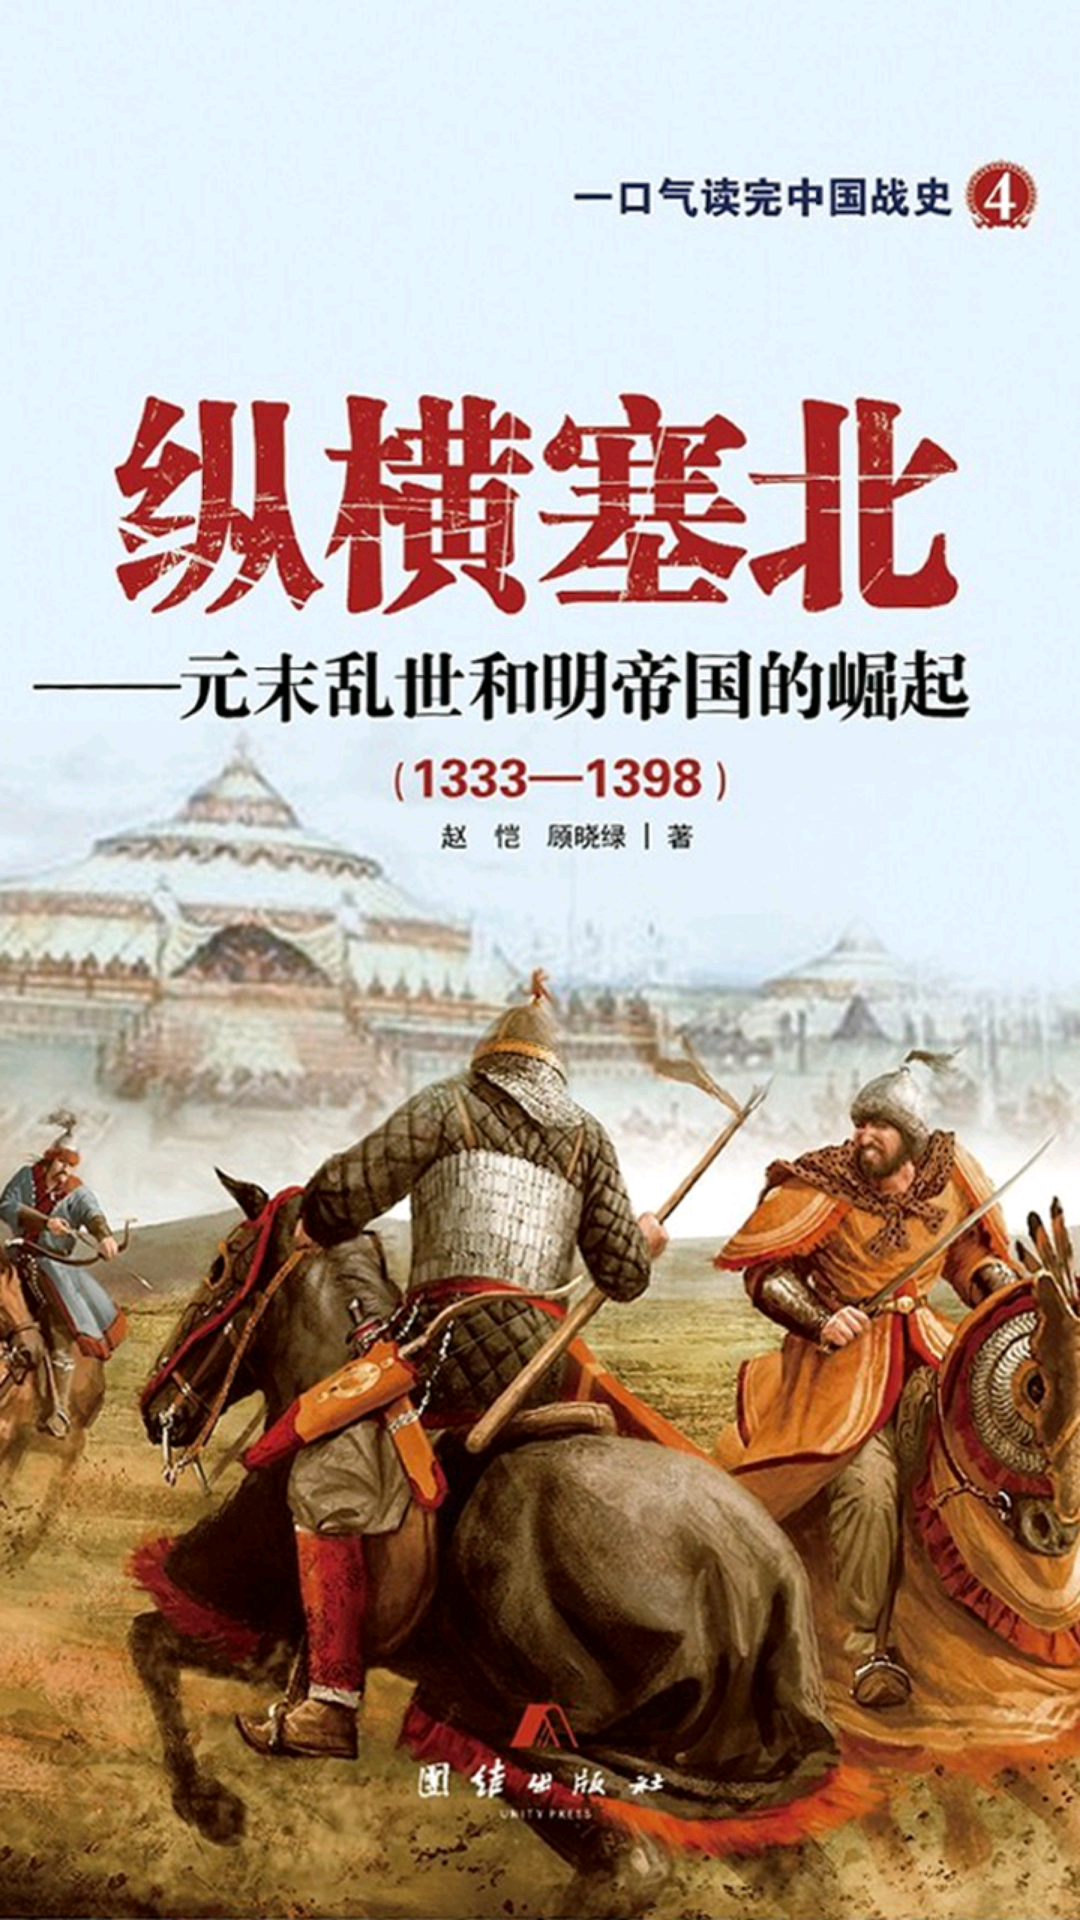 一口气读完中国战史 4
纵横塞北
——元末乱世和明帝国的崛起
（1333—1398）
赵 恺 顾晓绿 | 著
團结出版社
UNITY PRESS